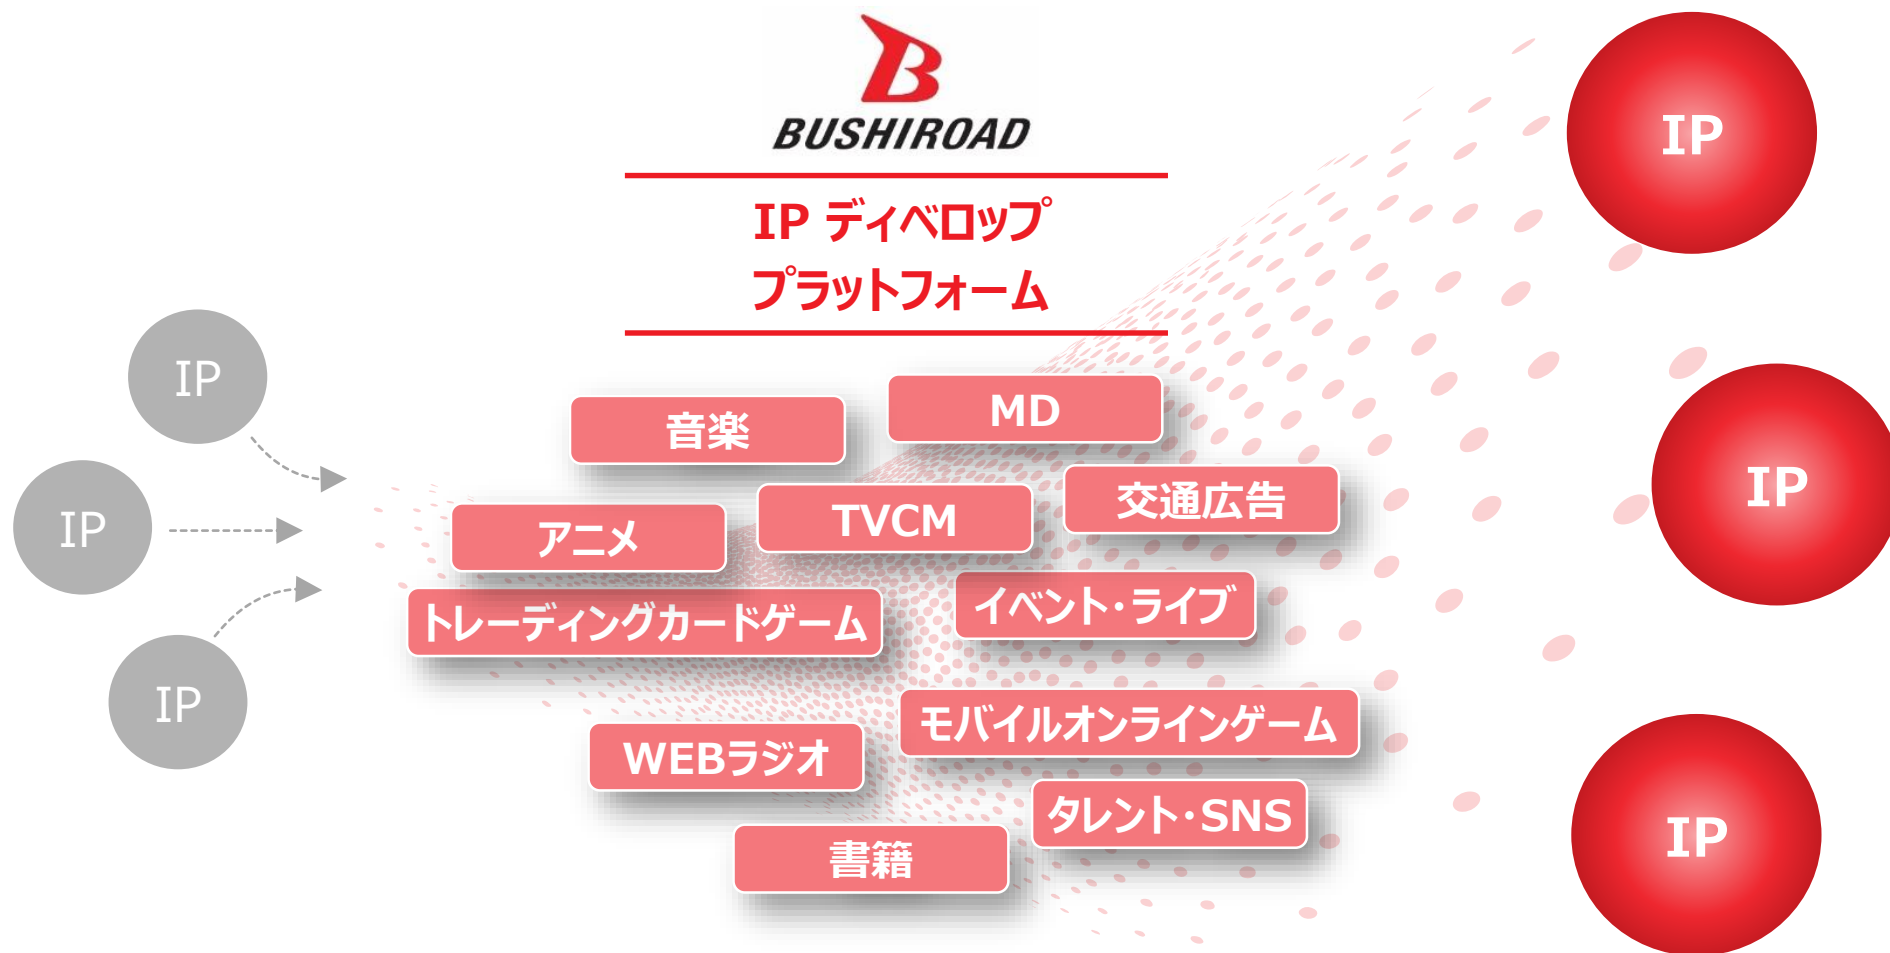 B
BUSHIROAD
IP ディベロップ
プラットフォーム
IP
IP
IP
音楽
MD
アニメ
TVCM
交通広告
トレーディングカードゲーム
イベント・ライブ
WEBラジオ
モバイルオンラインゲーム
タレント・SNS
書籍
IP
IP
IP